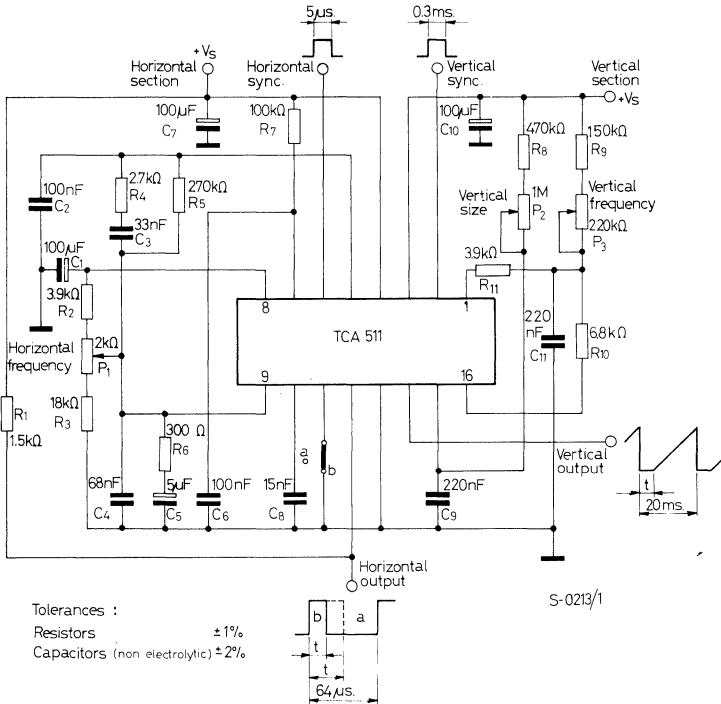 5µs.
0.3ms.
+VS
Horizontal section
Horizontal sync.
Vertical sync.
Vertical section
+VS
100µF
C7
100kΩ
R7
100µF
C10
470kΩ
R8
150kΩ
R9
100nF
C2
2.7kΩ
R4
270kΩ
R5
33nF
C3
Vertical size
1M
P2
Vertical frequency
220kΩ
P3
100µF
C1
3.9kΩ
R2
3.9kΩ
R11
8
1
TCA 511
9
16
220 nF
C11
6.8kΩ
R10
Horizontal frequency
2kΩ
P1
18kΩ
R3
R1
1.5kΩ
300 Ω
R6
a
b
Vertical output
t
20ms.
68nF
C4
5µF
C5
100nF
C6
15nF
C8
220nF
C9
Horizontal output
S-0213/1
Tolerances :
Resistors ±1%
Capacitors (non electrolytic) ±2%
b
a
t
t
64µs.